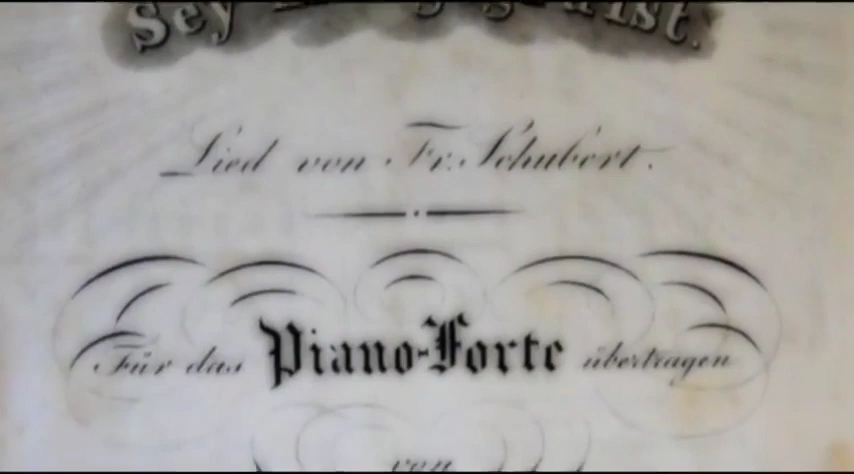 Sey
Lied von Fr. Schubert.
Für das Piano-Forte übertragen
von